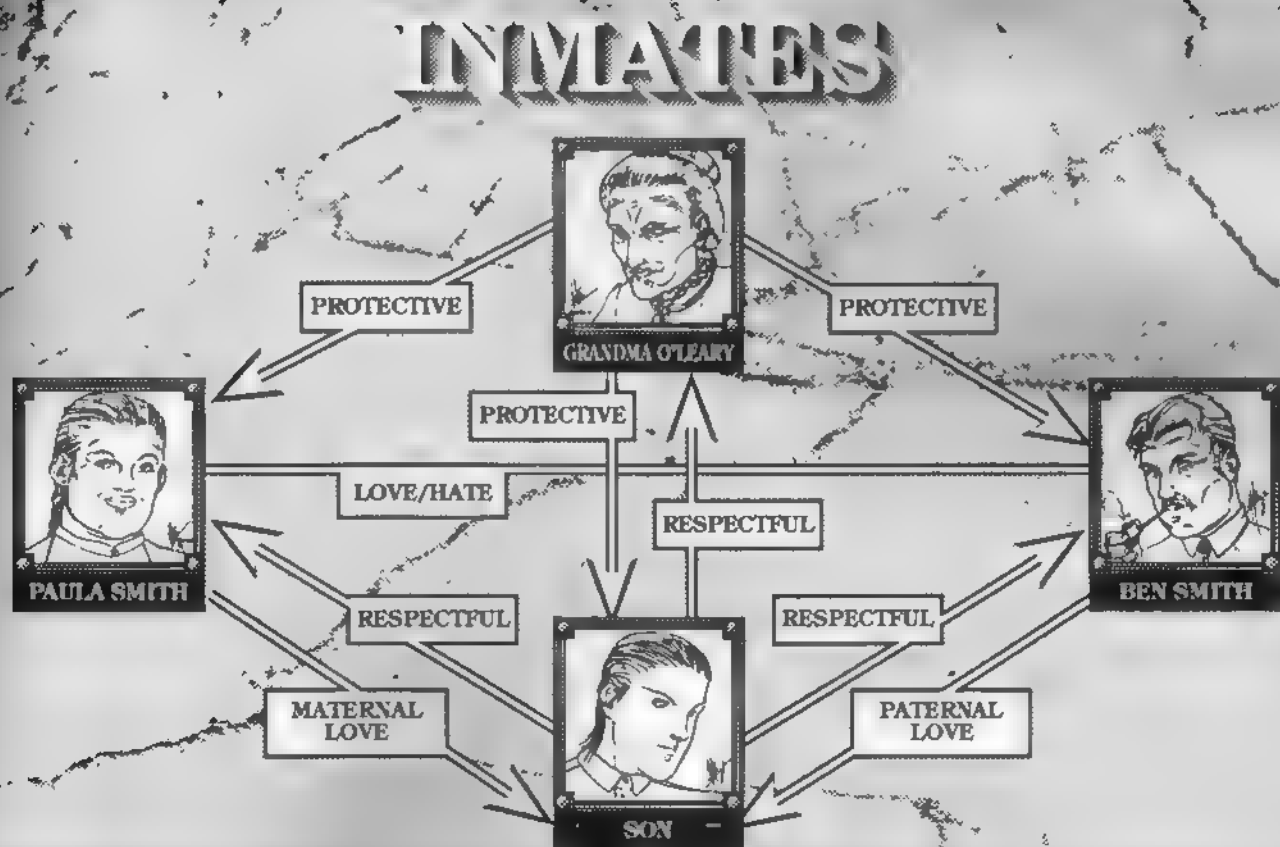 INMATES
PROTECTIVE
PROTECTIVE
GRANDMA O'LEARY
PROTECTIVE
LOVE/HATE
RESPECTFUL
PAULA SMITH
BEN SMITH
RESPECTFUL
RESPECTFUL
MATERNAL
LOVE
PATERNAL
LOVE
SON